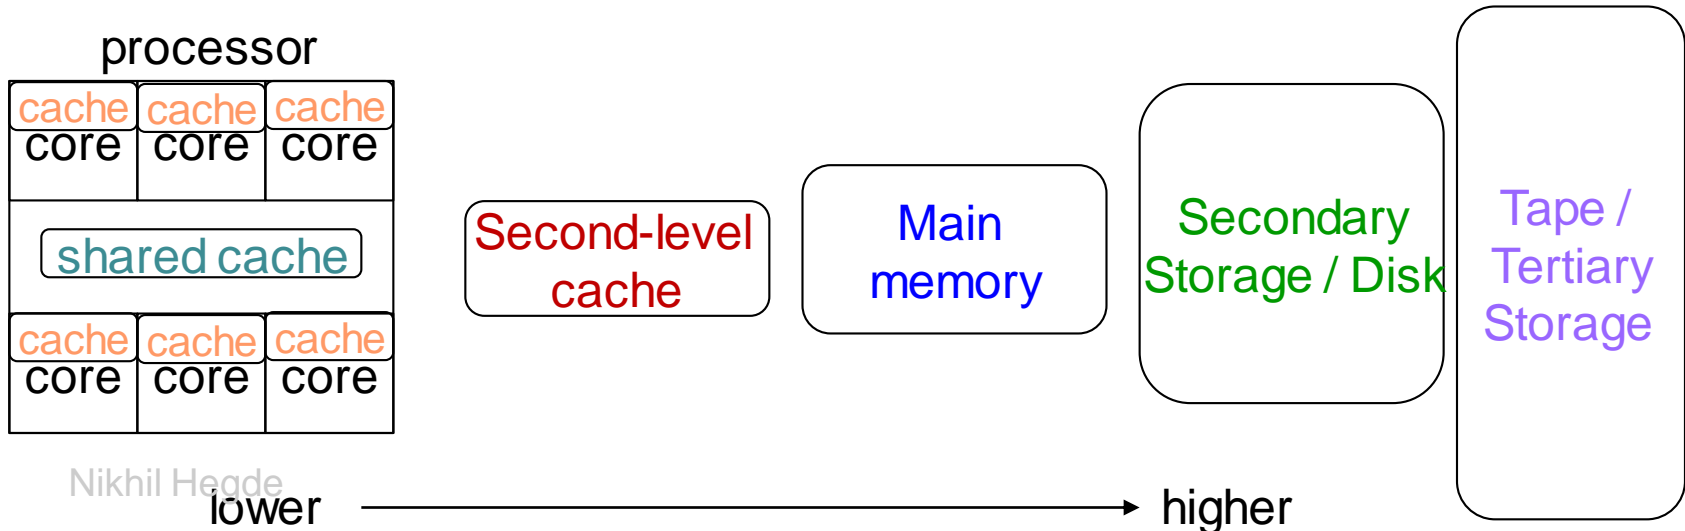 processor
cache cache cache
core core core
shared cache
cache cache cache
core core core
Second-level
cache
Main
memory
Secondary
Storage / Disk
Tape /
Tertiary
Storage
Nikhil Hegde
lower
higher